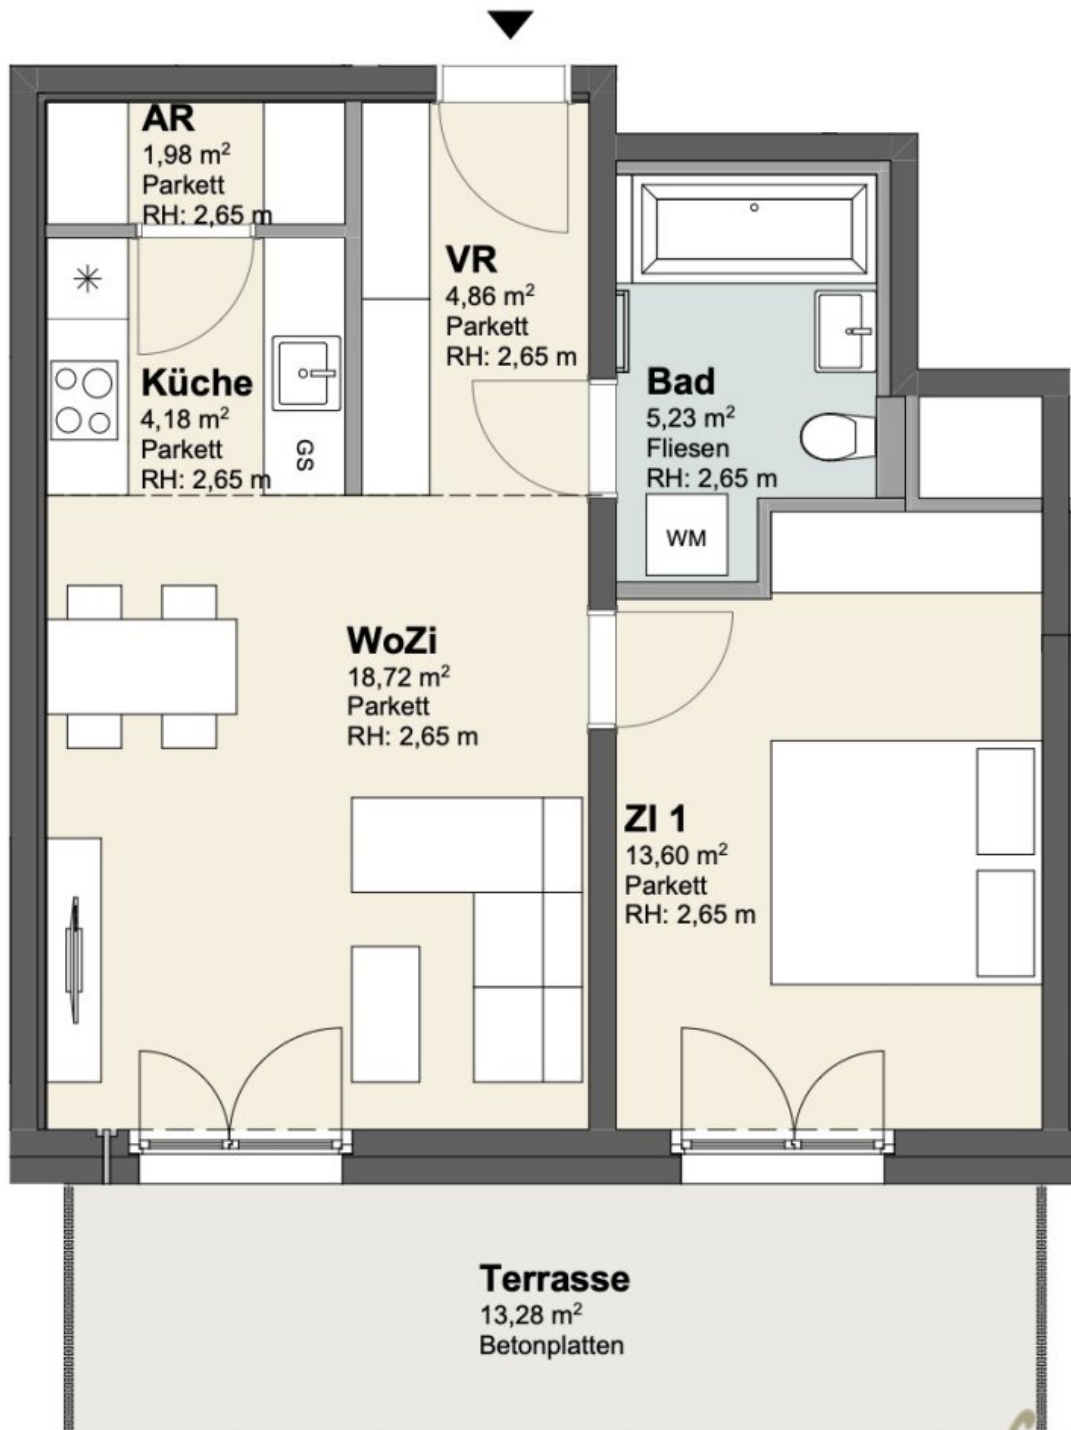 AR
1,98 m²
Parkett
RH: 2,65 m
VR
4,86 m²
Parkett
RH: 2,65 m
Küche
4,18 m²
Parkett
RH: 2,65 m
GS
Bad
5,23 m²
Fliesen
RH: 2,65 m
WM
WoZi
18,72 m²
Parkett
RH: 2,65 m
ZI 1
13,60 m²
Parkett
RH: 2,65 m
Terrasse
13,28 m²
Betonplatten